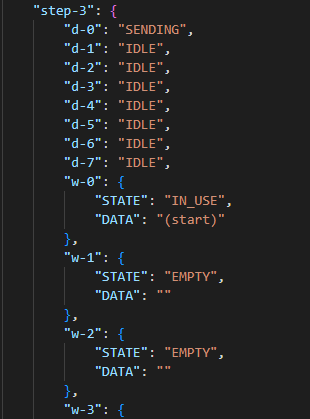 "step-3": {
"d-0": "SENDING",
"d-1": "IDLE",
"d-2": "IDLE",
"d-3": "IDLE",
"d-4": "IDLE",
"d-5": "IDLE",
"d-6": "IDLE",
"d-7": "IDLE",
"w-0": {
"STATE": "IN_USE",
"DATA": "(start)"
},
"w-1": {
"STATE": "EMPTY",
"DATA": ""
},
"w-2": {
"STATE": "EMPTY",
"DATA": ""
},
"w-3": {